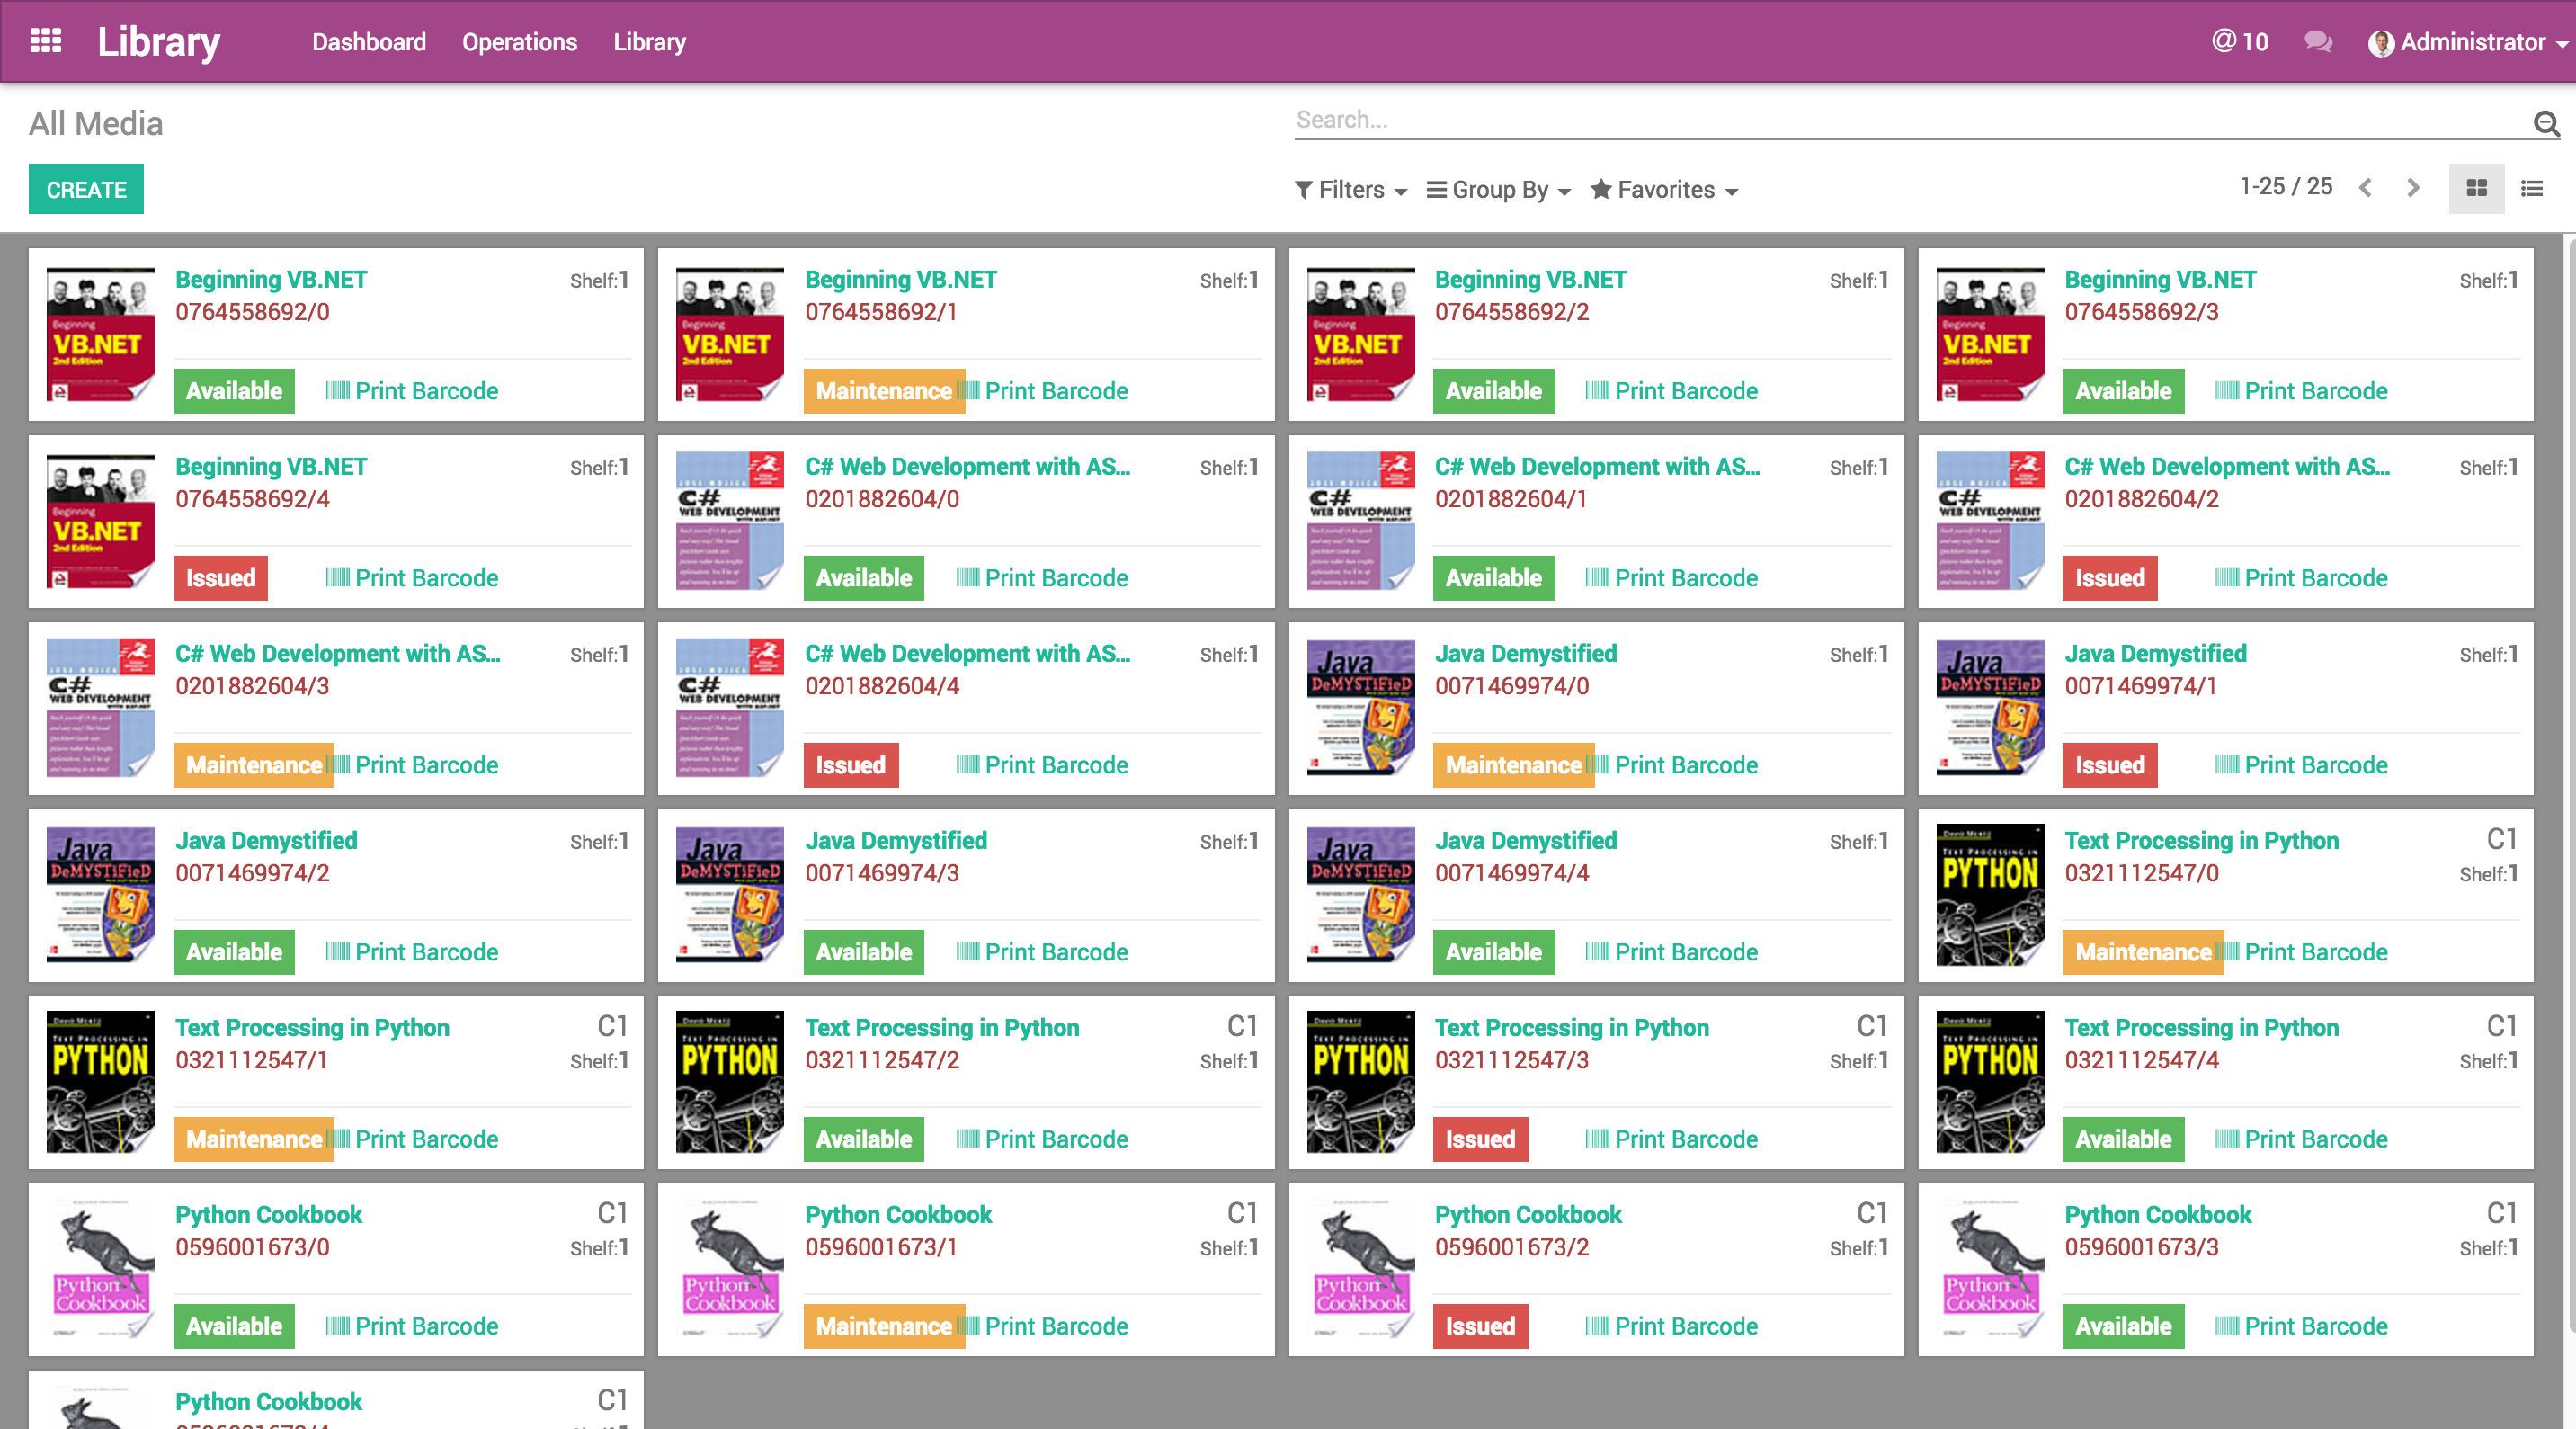 Library Dashboard Operations Library @ 10 Administrator
All Media
Search...
CREATE
Filters Group By Favorites 1-25 / 25
Beginning VB.NET Shelf:1
0764558692/0
Available Print Barcode
Beginning VB.NET Shelf:1
0764558692/1
Maintenance Print Barcode
Beginning VB.NET Shelf:1
0764558692/2
Available Print Barcode
Beginning VB.NET Shelf:1
0764558692/3
Available Print Barcode
Beginning VB.NET Shelf:1
0764558692/4
Issued Print Barcode
C# Web Development with AS... Shelf:1
0201882604/0
Available Print Barcode
C# Web Development with AS... Shelf:1
0201882604/1
Available Print Barcode
C# Web Development with AS... Shelf:1
0201882604/2
Issued Print Barcode
C# Web Development with AS... Shelf:1
0201882604/3
Maintenance Print Barcode
C# Web Development with AS... Shelf:1
0201882604/4
Issued Print Barcode
Java Demystified Shelf:1
0071469974/0
Maintenance Print Barcode
Java Demystified Shelf:1
0071469974/1
Issued Print Barcode
Java Demystified Shelf:1
0071469974/2
Available Print Barcode
Java Demystified Shelf:1
0071469974/3
Available Print Barcode
Java Demystified Shelf:1
0071469974/4
Available Print Barcode
Text Processing in Python C1
0321112547/0 Shelf:1
Maintenance Print Barcode
Text Processing in Python C1
0321112547/1 Shelf:1
Maintenance Print Barcode
Text Processing in Python C1
0321112547/2 Shelf:1
Available Print Barcode
Text Processing in Python C1
0321112547/3 Shelf:1
Issued Print Barcode
Text Processing in Python C1
0321112547/4 Shelf:1
Available Print Barcode
Python Cookbook C1
0596001673/0 Shelf:1
Available Print Barcode
Python Cookbook C1
0596001673/1 Shelf:1
Maintenance Print Barcode
Python Cookbook C1
0596001673/2 Shelf:1
Issued Print Barcode
Python Cookbook C1
0596001673/3 Shelf:1
Available Print Barcode
Python Cookbook C1